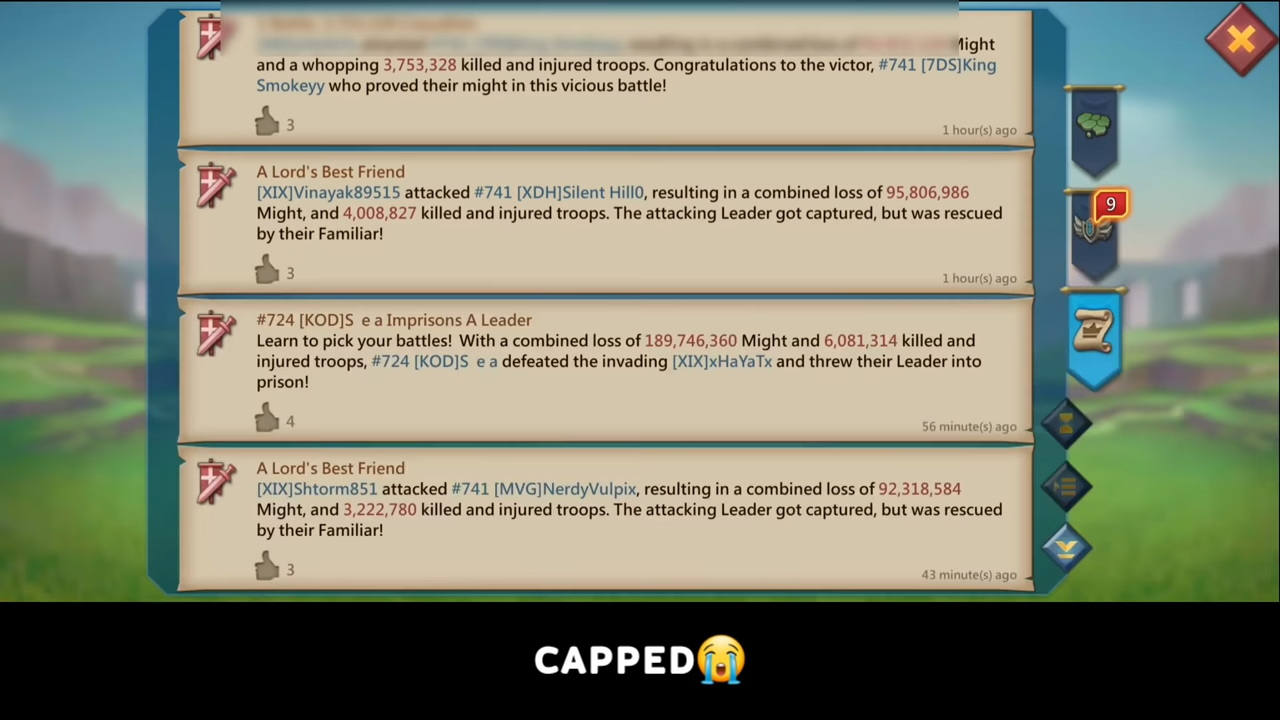 Might
and a whopping 3,753,328 killed and injured troops. Congratulations to the victor, #741 [7DS]King
Smokeyy who proved their might in this vicious battle!
3
1 hour(s) ago
A Lord's Best Friend
[XIX]Vinayak89515 attacked #741 [XDH]Silent Hill0, resulting in a combined loss of 95,806,986
Might, and 4,008,827 killed and injured troops. The attacking Leader got captured, but was rescued
by their Familiar!
3
1 hour(s) ago
9
#724 [KOD]S e a Imprisons A Leader
Learn to pick your battles! With a combined loss of 189,746,360 Might and 6,081,314 killed and
injured troops, #724 [KOD]S e a defeated the invading [XIX]xHaYaTx and threw their Leader into
prison!
4
56 minute(s) ago
A Lord's Best Friend
[XIX]Shtorm851 attacked #741 [MVG]NerdyVulpix, resulting in a combined loss of 92,318,584
Might, and 3,222,780 killed and injured troops. The attacking Leader got captured, but was rescued
by their Familiar!
3
43 minute(s) ago
CAPPED😭